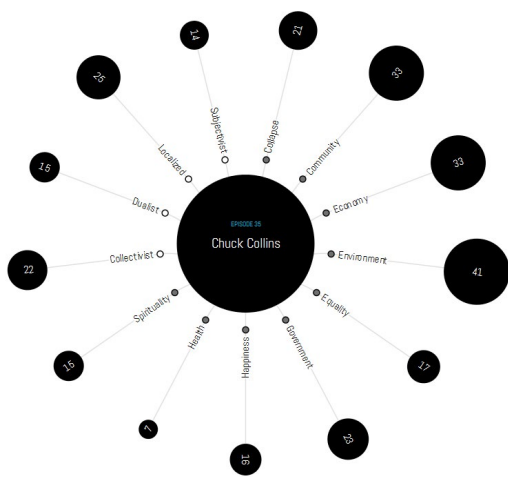 EPISODE 35
Chuck Collins
Collapse
21
Community
33
Economy
33
Environment
41
Equality
17
Government
23
Happiness
16
Health
7
Spirituality
15
Collectivist
22
Dualist
15
Localized
25
Subjectivist
14